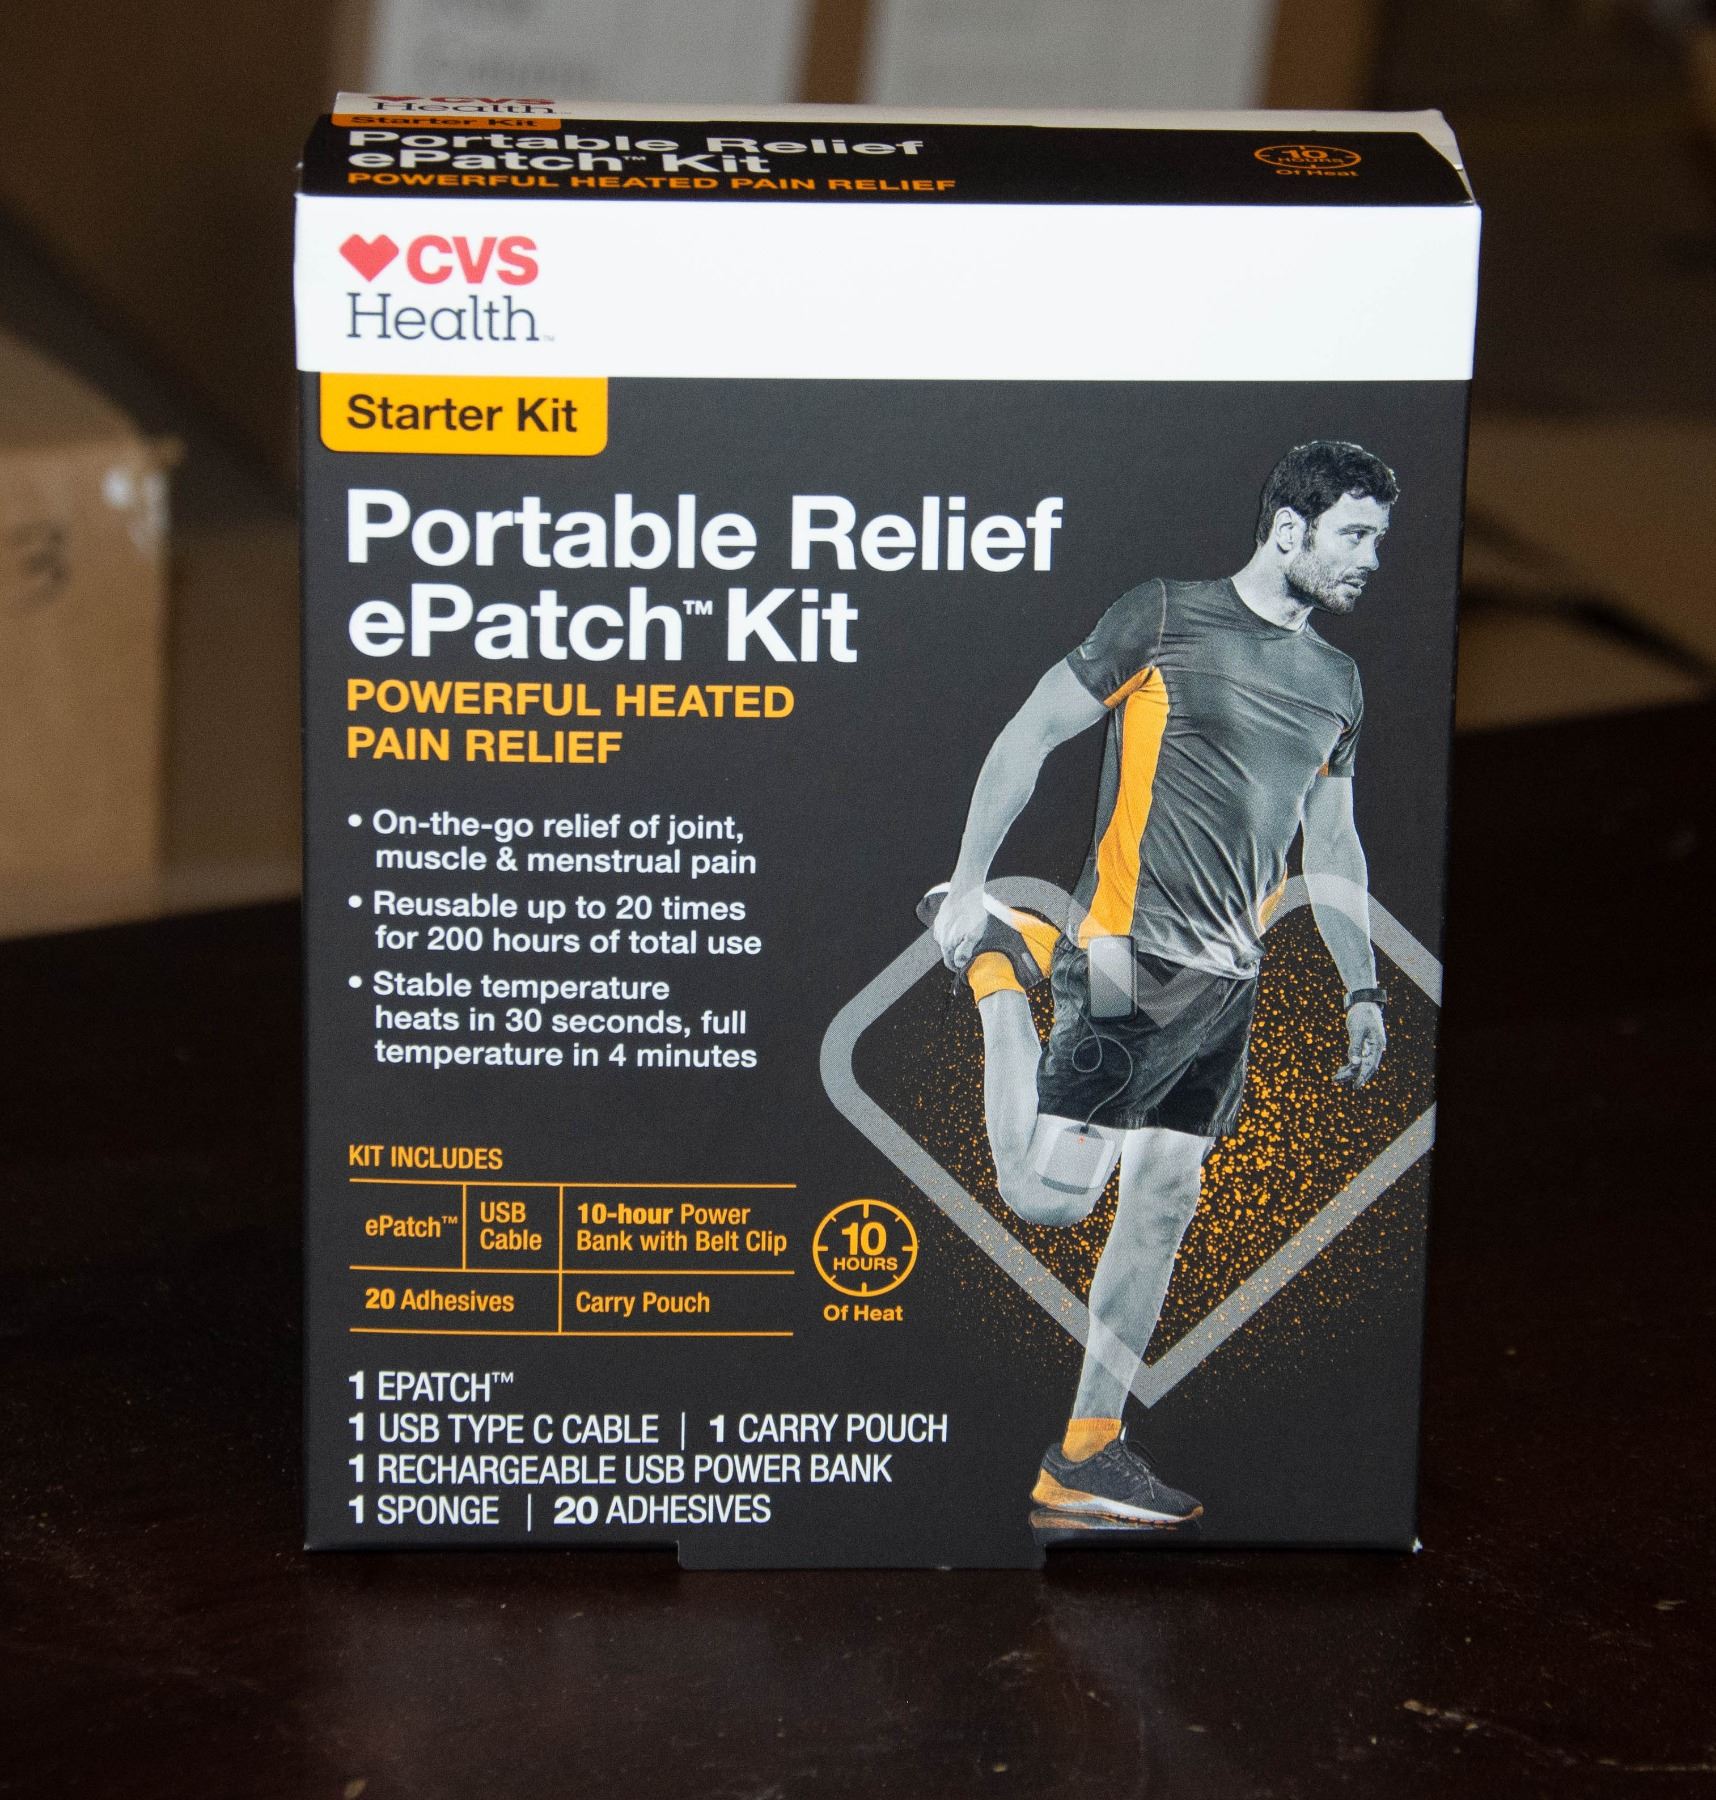 CVS
Health
Starter Kit
Portable Relief
ePatch™ Kit
POWERFUL HEATED PAIN RELIEF
10
HOURS
Of Heat
CVS
Health™
Starter Kit
Portable Relief
ePatch™ Kit
POWERFUL HEATED
PAIN RELIEF
• On-the-go relief of joint,
muscle & menstrual pain
• Reusable up to 20 times
for 200 hours of total use
• Stable temperature
heats in 30 seconds, full
temperature in 4 minutes
KIT INCLUDES
ePatch™
USB
Cable
10-hour Power
Bank with Belt Clip
20 Adhesives
Carry Pouch
10
HOURS
Of Heat
1 EPATCH™
1 USB TYPE C CABLE | 1 CARRY POUCH
1 RECHARGEABLE USB POWER BANK
1 SPONGE | 20 ADHESIVES